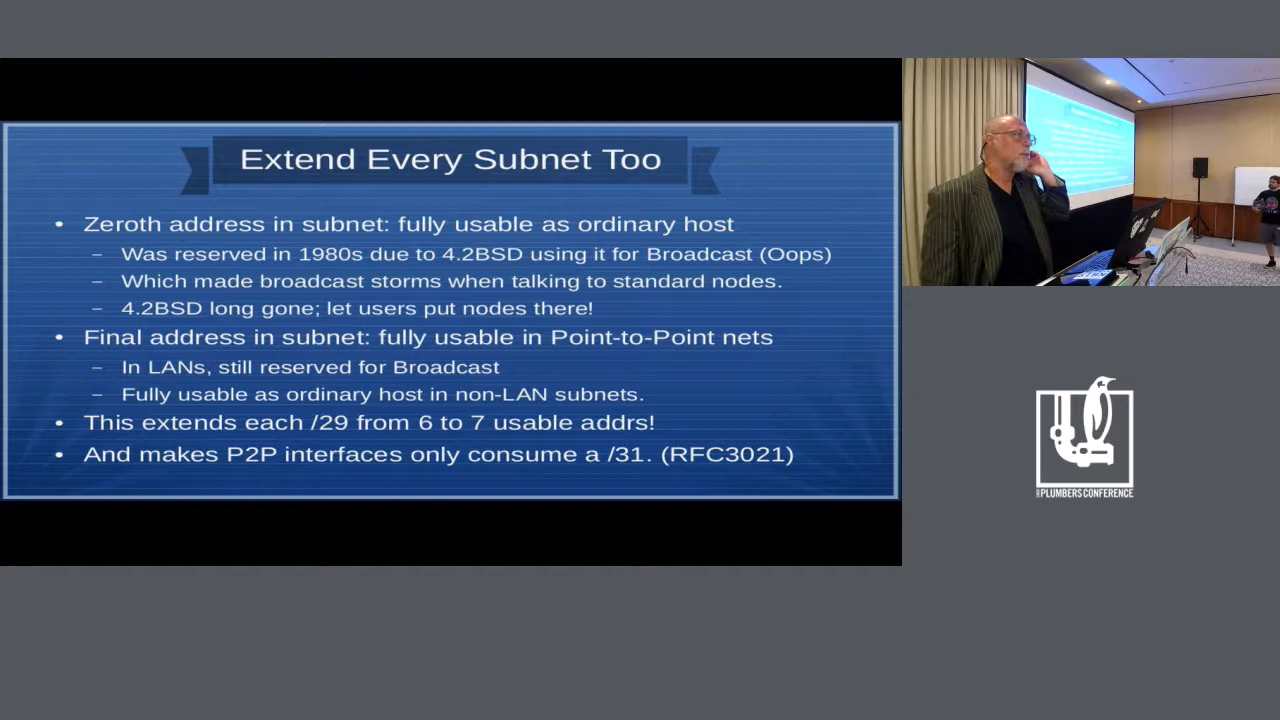 Extend Every Subnet Too
• Zeroth address in subnet: fully usable as ordinary host
– Was reserved in 1980s due to 4.2BSD using it for Broadcast (Oops)
– Which made broadcast storms when talking to standard nodes.
– 4.2BSD long gone; let users put nodes there!
• Final address in subnet: fully usable in Point-to-Point nets
– In LANs, still reserved for Broadcast
– Fully usable as ordinary host in non-LAN subnets.
• This extends each /29 from 6 to 7 usable addrs!
• And makes P2P interfaces only consume a /31. (RFC3021)
PLUMBERS CONFERENCE